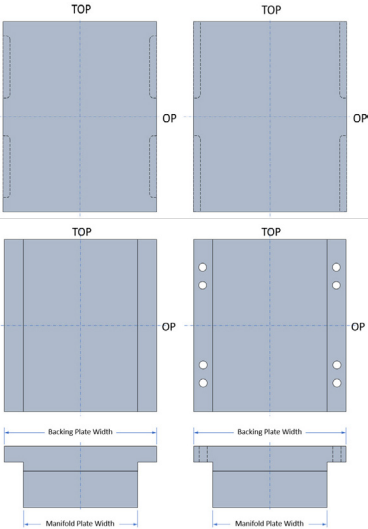 TOP
TOP
OP
OP
TOP
TOP
OP
OP
Backing Plate Width
Backing Plate Width
Manifold Plate Width
Manifold Plate Width